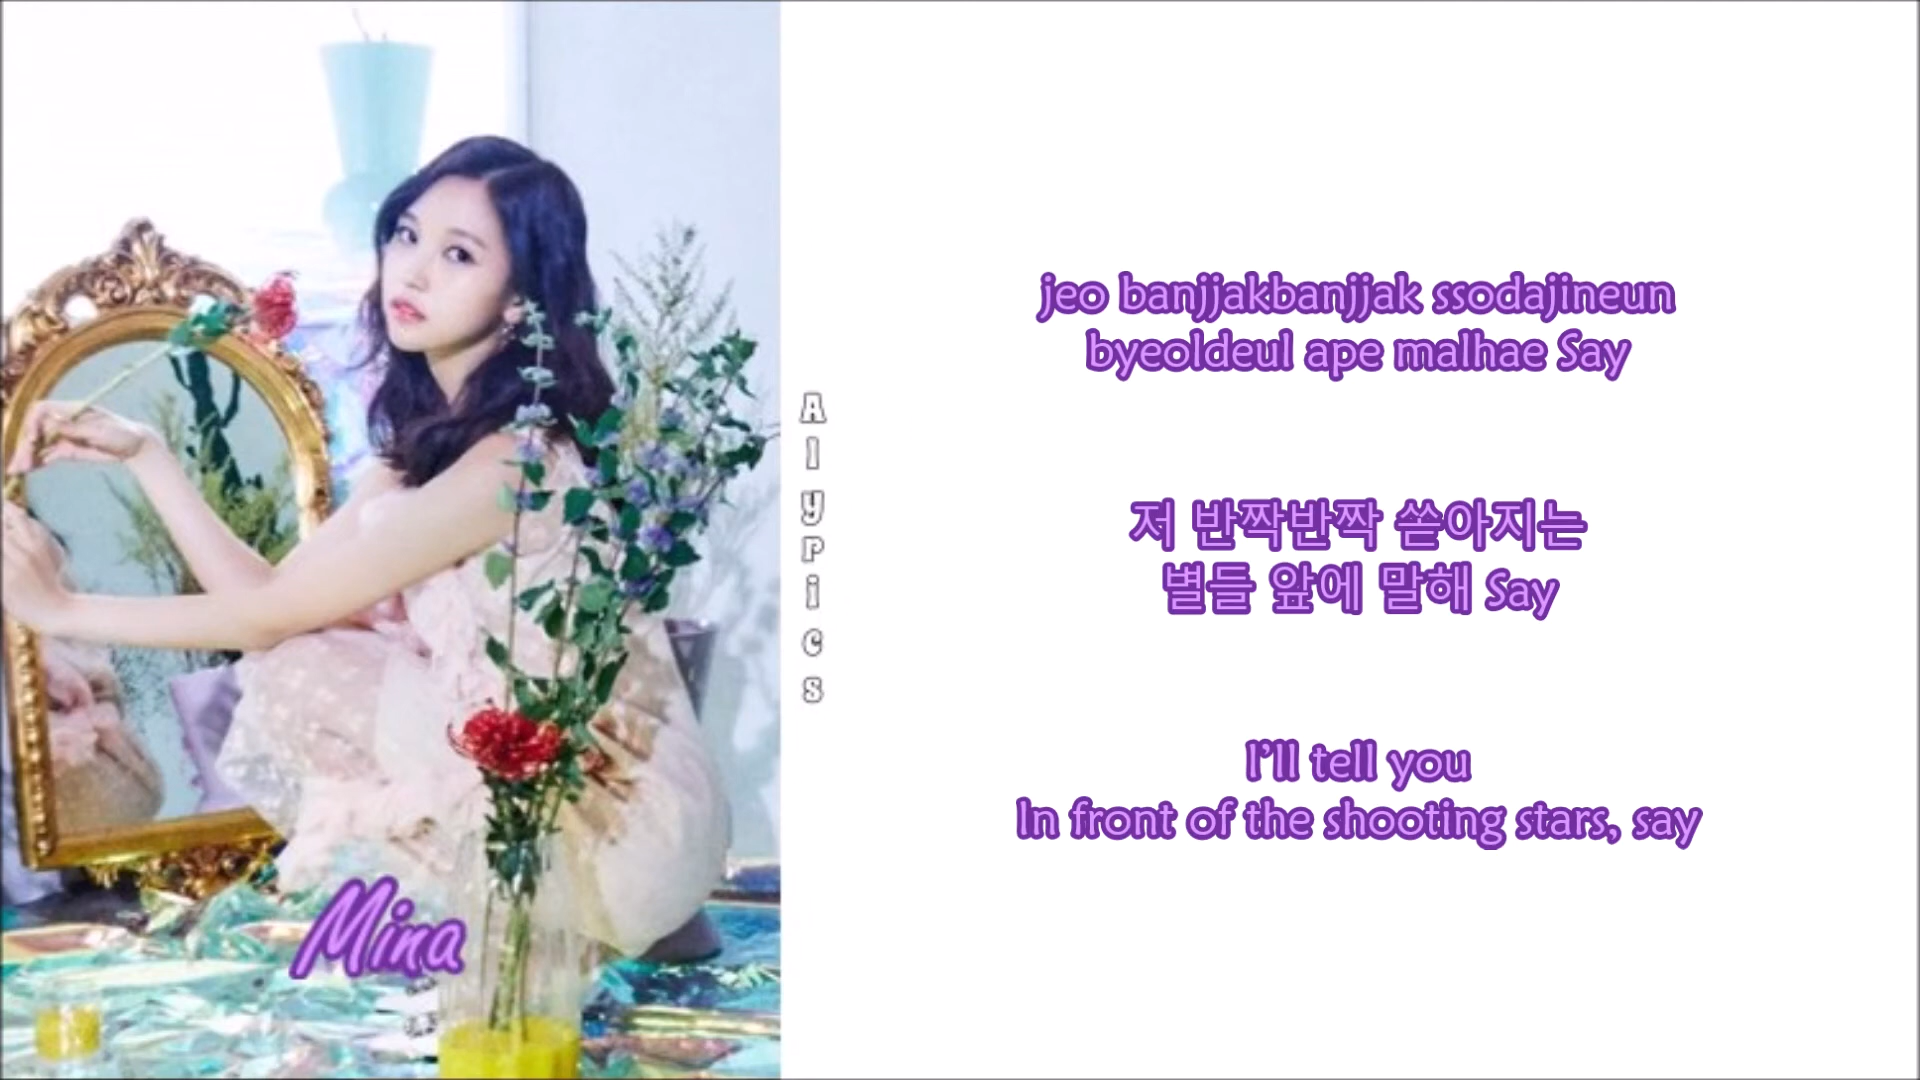 jeo banjjakbanjjak ssodajineun
byeoldeul ape malhae Say
저 반짝반짝 쏟아지는
별들 앞에 말해 Say
I'll tell you
In front of the shooting stars, say
Alypics
Mina